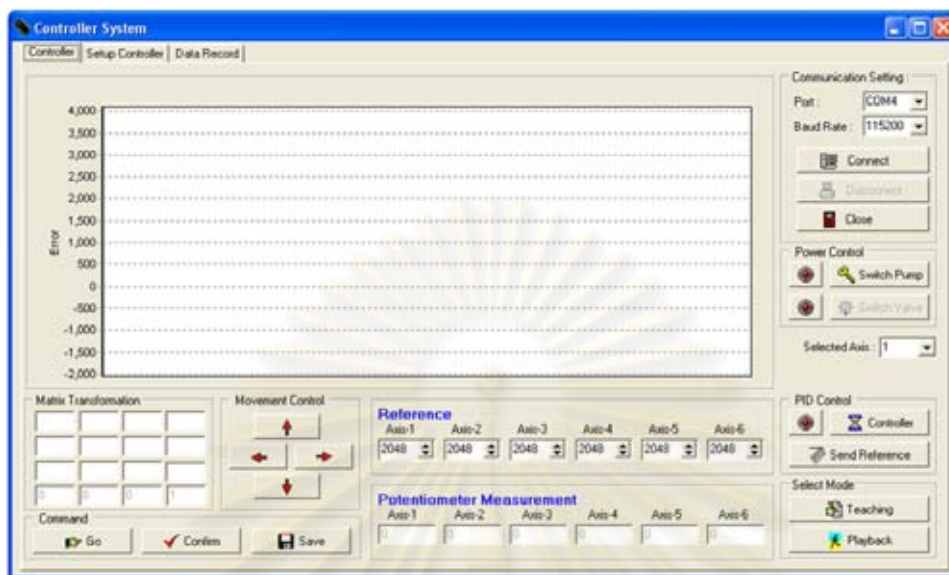 Controller System
Controller Setup Controller Data Record
4,000
3,500
3,000
2,500
2,000
1,500
1,000
500
0
-500
-1,000
-1,500
-2,000
Error
Communication Setting
Port : COM4
Baud Rate : 115200
Connect
Disconnect
Close
Power Control
Switch Pump
Switch Valve
Selected Axis : 1
Matrix Transformation
0 0 0 1
Movement Control
Reference
Axis-1 Axis-2 Axis-3 Axis-4 Axis-5 Axis-6
2048 2048 2048 2048 2048 2048
Potentiometer Measurement
Axis-1 Axis-2 Axis-3 Axis-4 Axis-5 Axis-6
0 0 0 0 0 0
PID Control
Controller
Send Reference
Select Mode
Teaching
Playback
Command
Go Confirm Save